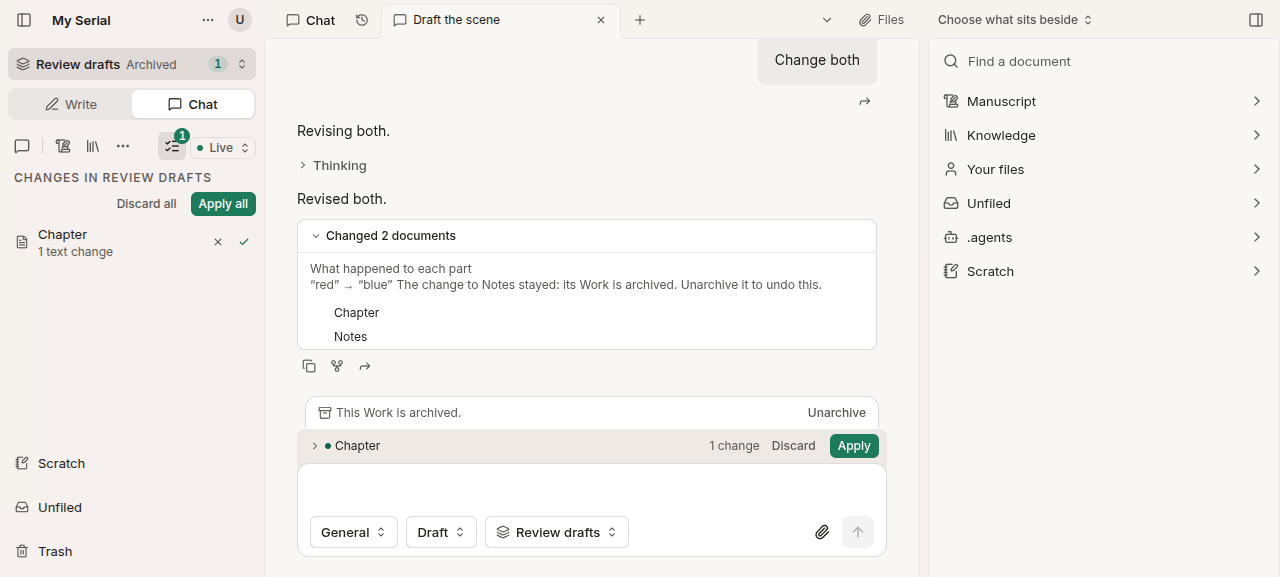 My Serial
U
Chat
Draft the scene
Files
Choose what sits beside
Review drafts Archived 1
Write
Chat
1
Live
CHANGES IN REVIEW DRAFTS
Discard all
Apply all
Chapter
1 text change
Scratch
Unfiled
Trash
Change both
Revising both.
Thinking
Revised both.
Changed 2 documents
What happened to each part
“red” → “blue” The change to Notes stayed: its Work is archived. Unarchive it to undo this.
Chapter
Notes
This Work is archived.
Unarchive
Chapter
1 change
Discard
Apply
General
Draft
Review drafts
Find a document
Manuscript
Knowledge
Your files
Unfiled
.agents
Scratch